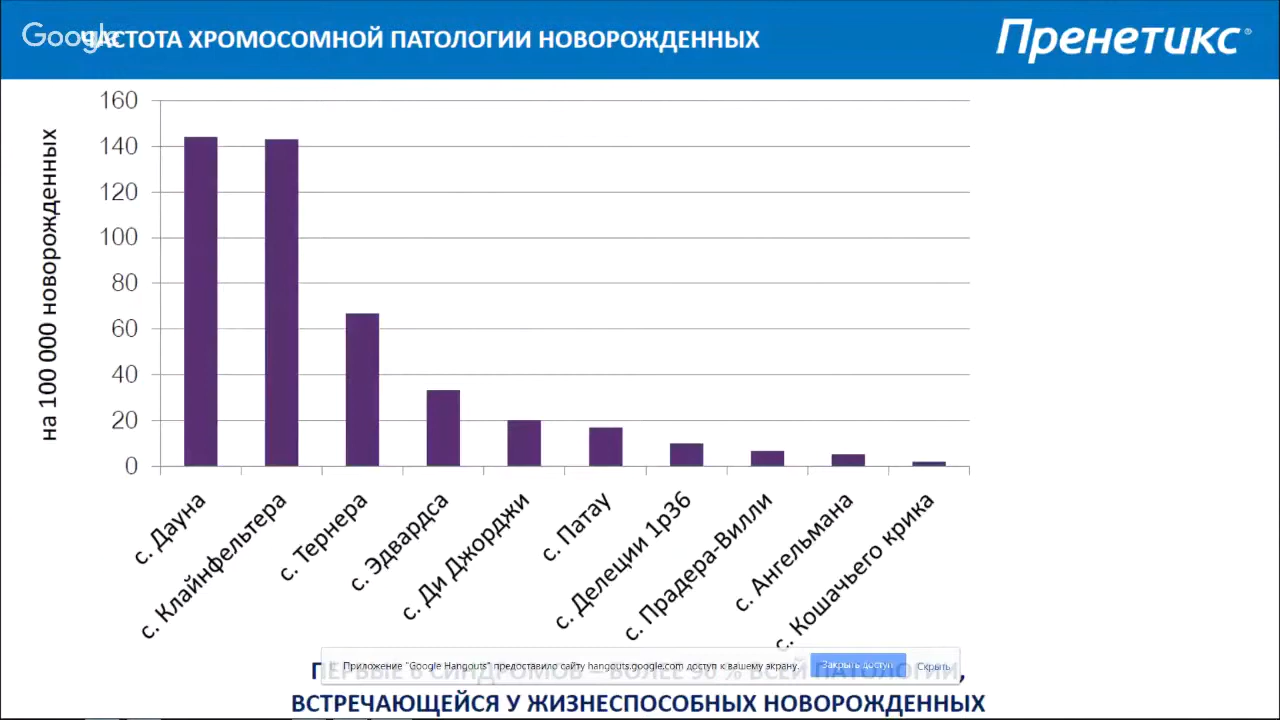 Google
ЧАСТОТА ХРОМОСОМНОЙ ПАТОЛОГИИ НОВОРОЖДЕННЫХ
Пренетикс®
на 100 000 новорожденных
160
140
120
100
80
60
40
20
0
с. Дауна
с. Клайнфельтера
с. Тернера
с. Эдвардса
с. Ди Джорджи
с. Патау
с. Делеции 1p36
с. Прадера-Вилли
с. Ангельмана
с. Кошачьего крика
Приложение "Google Hangouts" предоставило сайту hangouts.google.com доступ к вашему экрану.
Закрыть доступ
Скрыть
ВСТРЕЧАЮЩЕЙСЯ У ЖИЗНЕСПОСОБНЫХ НОВОРОЖДЕННЫХ